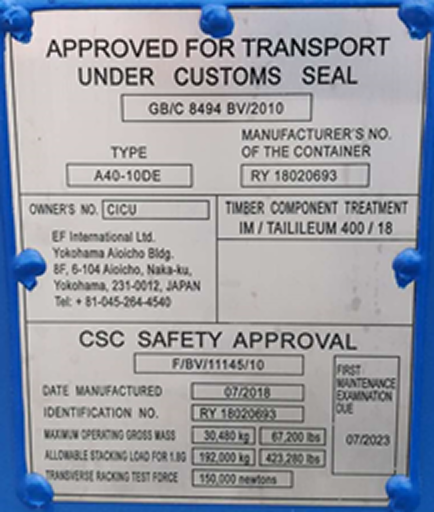 APPROVED FOR TRANSPORT
UNDER CUSTOMS SEAL
GB/C 8494 BV/2010
TYPE
A40-10DE
MANUFACTURER'S NO.
OF THE CONTAINER
RY 18020693
OWNER'S NO. CICU
EF International Ltd.
Yokohama Aioicho Bldg.
8F, 6-104 Aioicho, Naka-ku,
Yokohama, 231-0012, JAPAN
Tel: + 81-045-264-4540
TIMBER COMPONENT TREATMENT
IM / TAILILEUM 400 / 18
CSC SAFETY APPROVAL
F/BV/11145/10
DATE MANUFACTURED 07/2018
IDENTIFICATION NO. RY 18020693
MAXIMUM OPERATING GROSS MASS 30,480 kg 67,200 lbs
ALLOWABLE STACKING LOAD FOR 1.8G 192,000 kg 423,280 lbs
TRANSVERSE RACKING TEST FORCE 150,000 newtons
FIRST
MAINTENANCE
EXAMINATION
DUE
07/2023